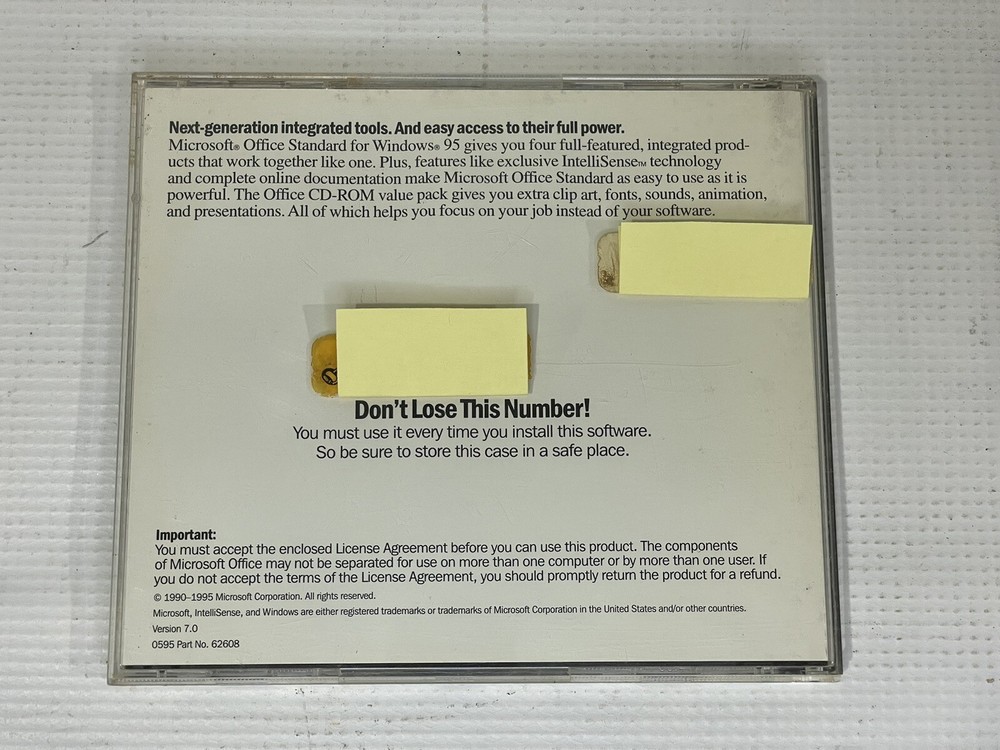 Next-generation integrated tools. And easy access to their full power.
Microsoft® Office Standard for Windows® 95 gives you four full-featured, integrated prod-
ucts that work together like one. Plus, features like exclusive IntelliSense™ technology
and complete online documentation make Microsoft Office Standard as easy to use as it is
powerful. The Office CD-ROM value pack gives you extra clip art, fonts, sounds, animation,
and presentations. All of which helps you focus on your job instead of your software.
Don't Lose This Number!
You must use it every time you install this software.
So be sure to store this case in a safe place.
Important:
You must accept the enclosed License Agreement before you can use this product. The components
of Microsoft Office may not be separated for use on more than one computer or by more than one user. If
you do not accept the terms of the License Agreement, you should promptly return the product for a refund.
© 1990–1995 Microsoft Corporation. All rights reserved.
Microsoft, IntelliSense, and Windows are either registered trademarks or trademarks of Microsoft Corporation in the United States and/or other countries.
Version 7.0
0595 Part No. 62608